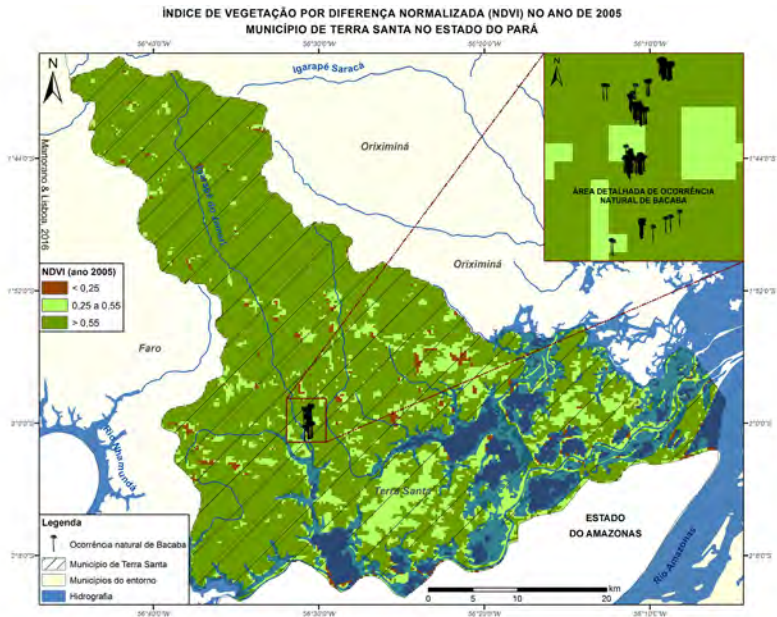 ÍNDICE DE VEGETAÇÃO POR DIFERENÇA NORMALIZADA (NDVI) NO ANO DE 2005
MUNICÍPIO DE TERRA SANTA NO ESTADO DO PARÁ
56°40'0"O
56°30'0"O
56°20'0"O
56°10'0"O
N
Igarapé Saracá
N
ÁREA DETALHADA DE OCORRÊNCIA
NATURAL DE BACABA
Oriximiná
1°44'0"S
1°44'0"S
Martorano & Lisboa, 2016
Oriximiná
NDVI (ano 2005)
< 0,25
0,25 a 0,55
> 0,55
1°52'0"S
1°52'0"S
Faro
2°0'0"S
2°0'0"S
Rio Nhamundá
Terra Santa
ESTADO
DO AMAZONAS
Rio Amazonas
Legenda
Ocorrência natural de Bacaba
Município de Terra Santa
Municípios do entorno
Hidrografia
2°8'0"S
2°8'0"S
km
0
5
10
20
56°40'0"O
56°30'0"O
56°20'0"O
56°10'0"O